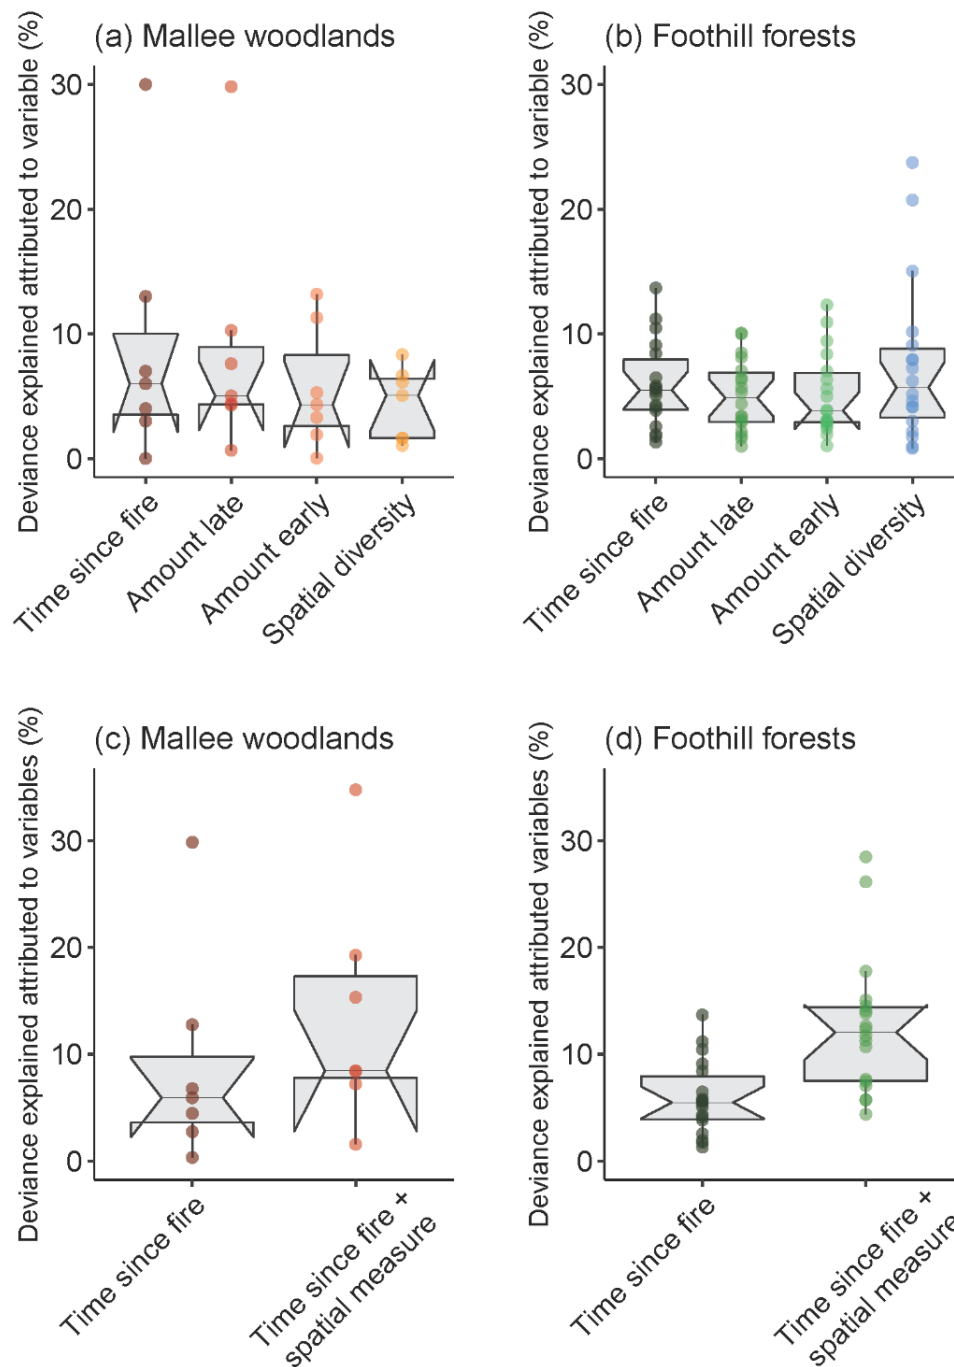 (a) Mallee woodlands
Deviance explained attributed to variable (%)
30
20
10
0
Time since fire
Amount late
Amount early
Spatial diversity
(b) Foothill forests
Deviance explained attributed to variable (%)
30
20
10
0
Time since fire
Amount late
Amount early
Spatial diversity
(c) Mallee woodlands
Deviance explained attributed to variables (%)
30
20
10
0
Time since fire
Time since fire +
spatial measure
(d) Foothill forests
Deviance explained attributed variables (%)
30
20
10
0
Time since fire
Time since fire +
spatial measure